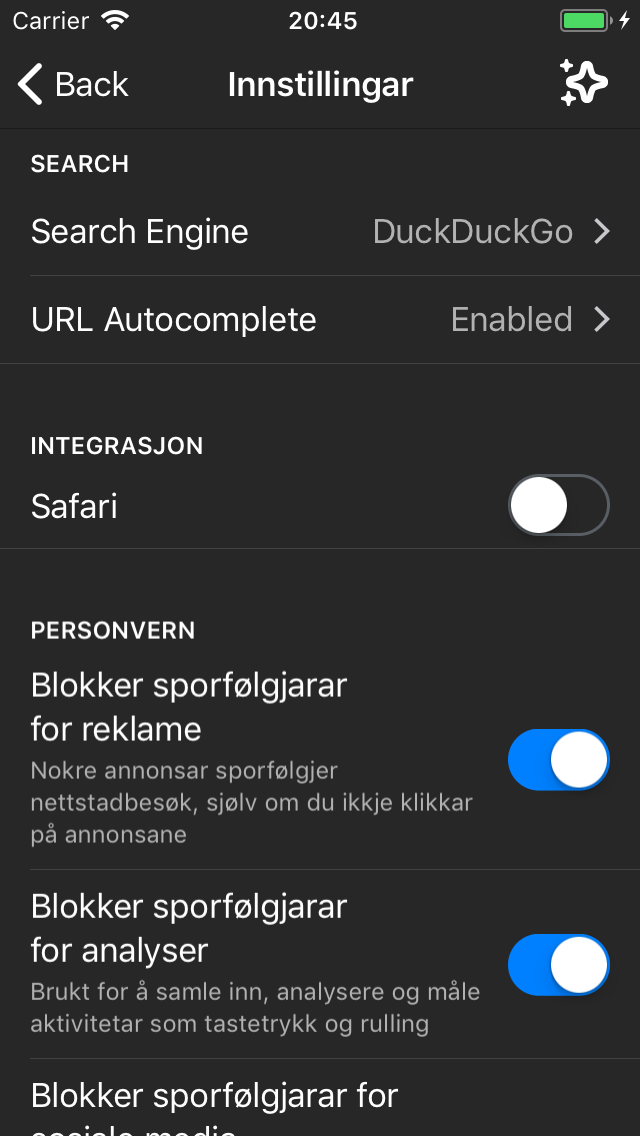 Carrier 20:45
Back Innstillingar
SEARCH
Search Engine DuckDuckGo
URL Autocomplete Enabled
INTEGRASJON
Safari
PERSONVERN
Blokker sporfølgjarar
for reklame
Nokre annonsar sporfølgjer
nettstadbesøk, sjølv om du ikkje klikkar
på annonsane
Blokker sporfølgjarar
for analyser
Brukt for å samle inn, analysere og måle
aktivitetar som tastetrykk og rulling
Blokker sporfølgjarar for
sosiale media